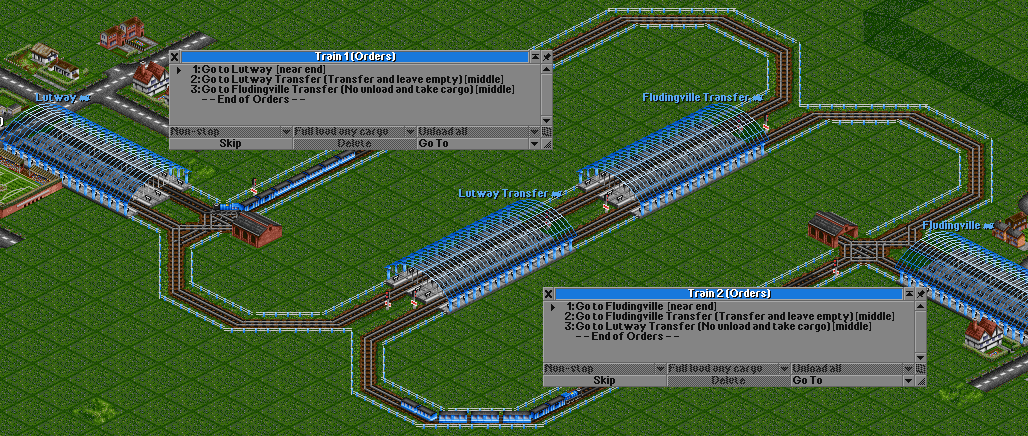 Train 1 (Orders)
1: Go to Lutway [near end]
2: Go to Lutway Transfer (Transfer and leave empty) [middle]
3: Go to Fludingville Transfer (No unload and take cargo) [middle]
- - End of Orders - -
Non-stop
Full load any cargo
Unload all
Skip
Delete
Go To
Lutway
Fludingville Transfer
Lutway Transfer
Fludingville
Train 2 (Orders)
1: Go to Fludingville [near end]
2: Go to Fludingville Transfer (Transfer and leave empty) [middle]
3: Go to Lutway Transfer (No unload and take cargo) [middle]
- - End of Orders - -
Non-stop
Full load any cargo
Unload all
Skip
Delete
Go To